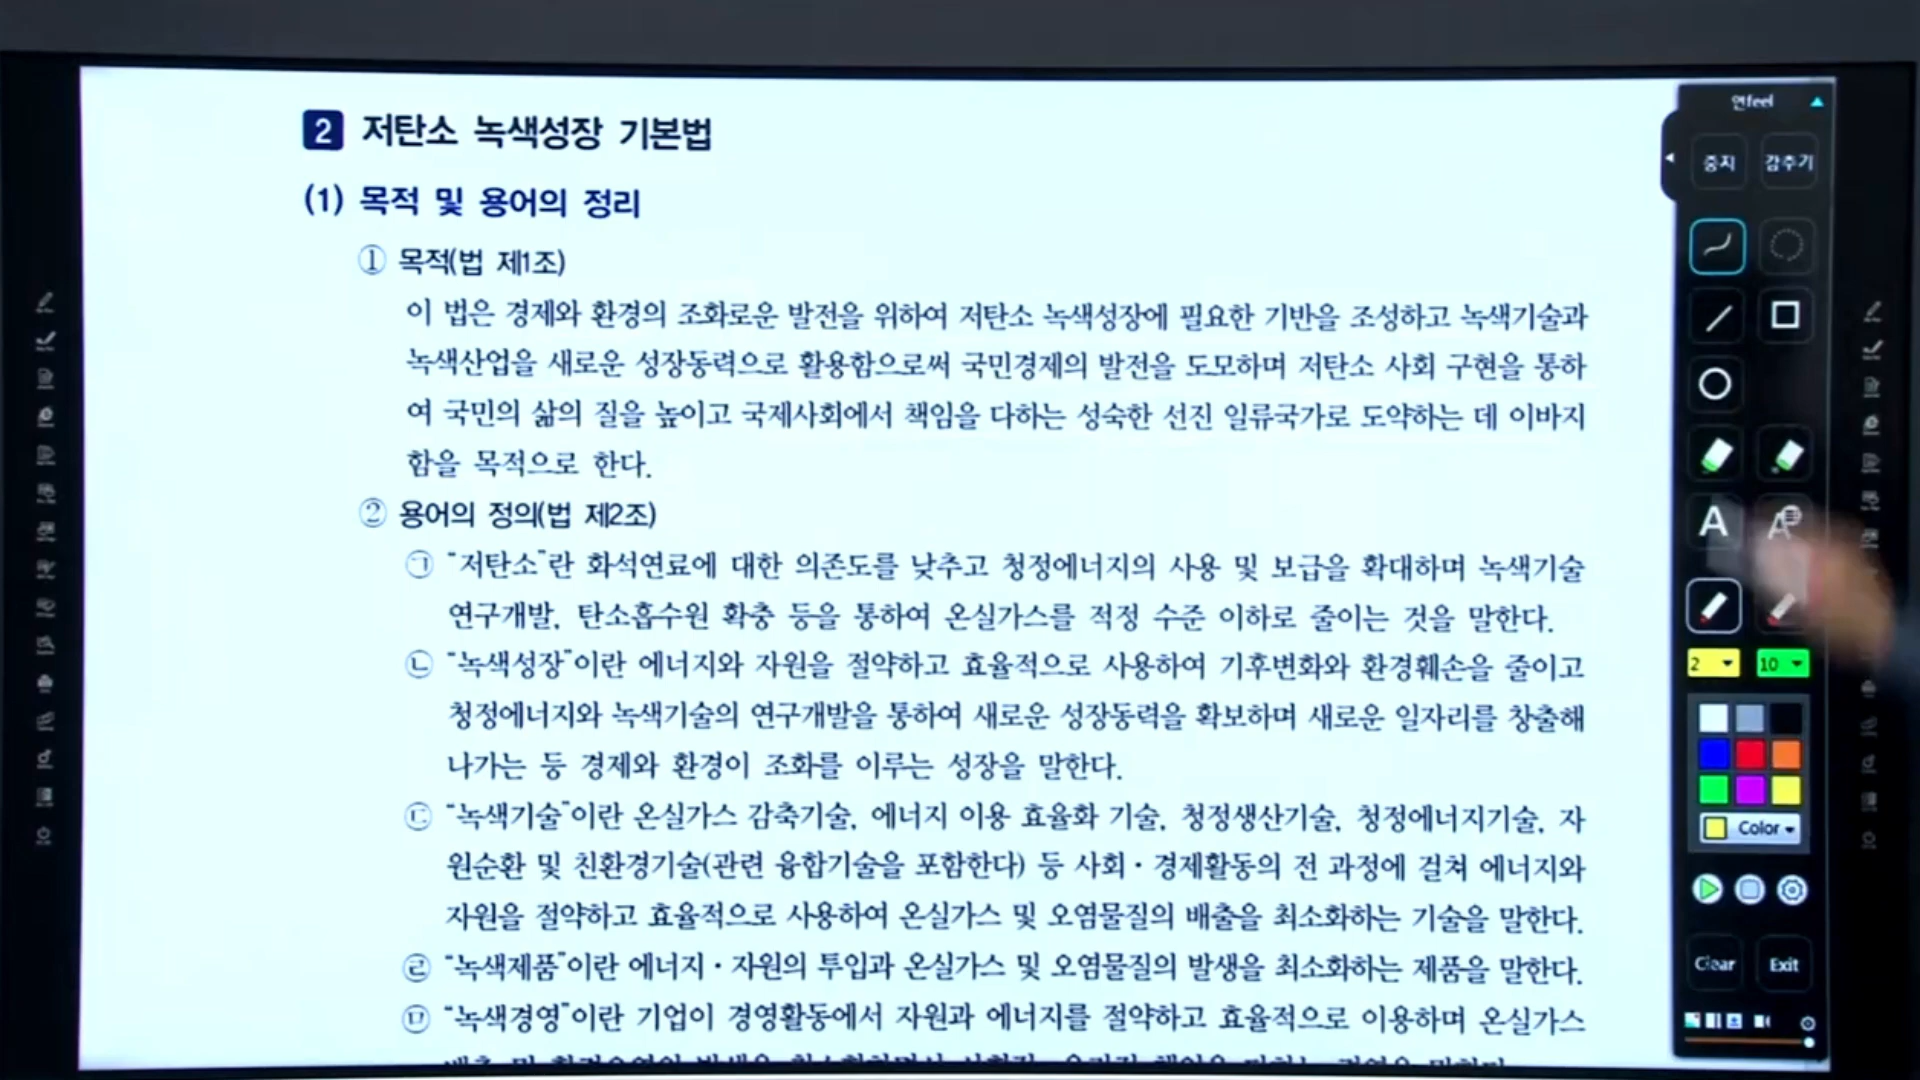 2 저탄소 녹색성장 기본법
(1) 목적 및 용어의 정리
① 목적(법 제1조)
이 법은 경제와 환경의 조화로운 발전을 위하여 저탄소 녹색성장에 필요한 기반을 조성하고 녹색기술과
녹색산업을 새로운 성장동력으로 활용함으로써 국민경제의 발전을 도모하며 저탄소 사회 구현을 통하
여 국민의 삶의 질을 높이고 국제사회에서 책임을 다하는 성숙한 선진 일류국가로 도약하는 데 이바지
함을 목적으로 한다.
② 용어의 정의(법 제2조)
㉠ "저탄소"란 화석연료에 대한 의존도를 낮추고 청정에너지의 사용 및 보급을 확대하며 녹색기술
연구개발, 탄소흡수원 확충 등을 통하여 온실가스를 적정 수준 이하로 줄이는 것을 말한다.
㉡ "녹색성장"이란 에너지와 자원을 절약하고 효율적으로 사용하여 기후변화와 환경훼손을 줄이고
청정에너지와 녹색기술의 연구개발을 통하여 새로운 성장동력을 확보하며 새로운 일자리를 창출해
나가는 등 경제와 환경이 조화를 이루는 성장을 말한다.
㉢ "녹색기술"이란 온실가스 감축기술, 에너지 이용 효율화 기술, 청정생산기술, 청정에너지기술, 자
원순환 및 친환경기술(관련 융합기술을 포함한다) 등 사회·경제활동의 전 과정에 걸쳐 에너지와
자원을 절약하고 효율적으로 사용하여 온실가스 및 오염물질의 배출을 최소화하는 기술을 말한다.
㉣ "녹색제품"이란 에너지·자원의 투입과 온실가스 및 오염물질의 발생을 최소화하는 제품을 말한다.
㉤ "녹색경영"이란 기업이 경영활동에서 자원과 에너지를 절약하고 효율적으로 이용하며 온실가스
연feel
중지 감추기
A A
2 10
Color
Clear Exit